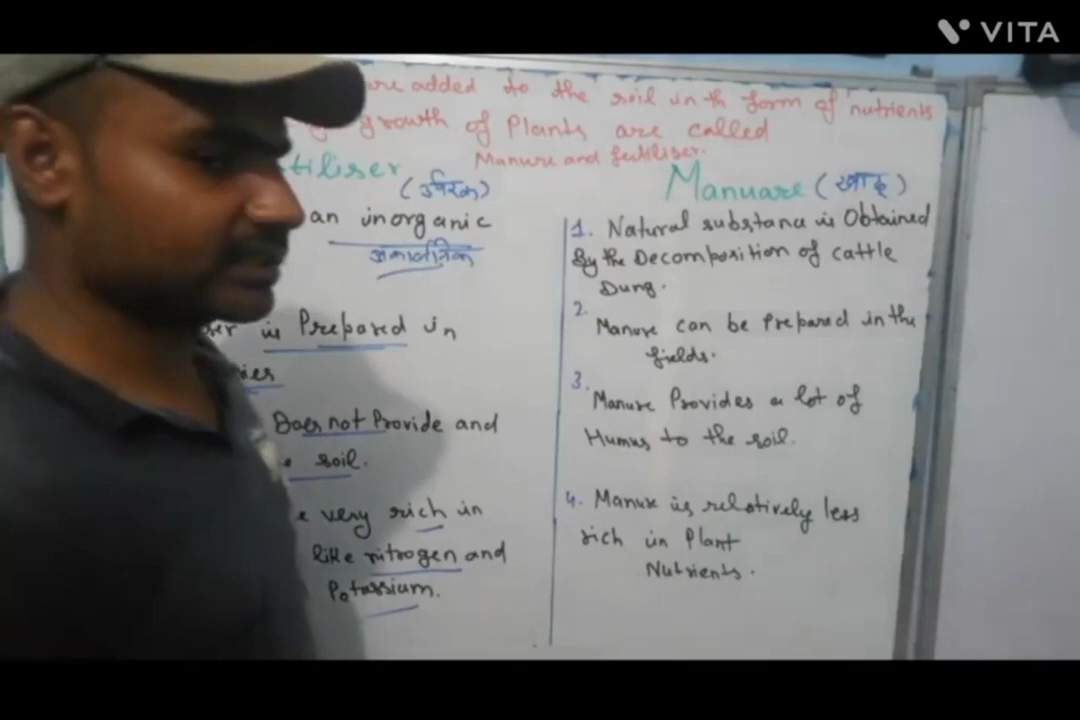 VITA
are added to the soil in th form of nutrients
growth of Plants are called
Manure and fertiliser.
tiliser
(उर्वरक)
an inorganic
अकार्बनिक
is Prepared in
Does not Provide and
soil.
very rich in
like nitrogen and
Potassium.
Manuare (खाद)
1. Natural substance is Obtained
By the Decomposition of cattle
Dung.
2.
Manure can be Prepared in the
fields.
3.
Manure Provides a lot of
Humus to the soil.
4. Manure is relatively less
rich in Plant
Nutrients.